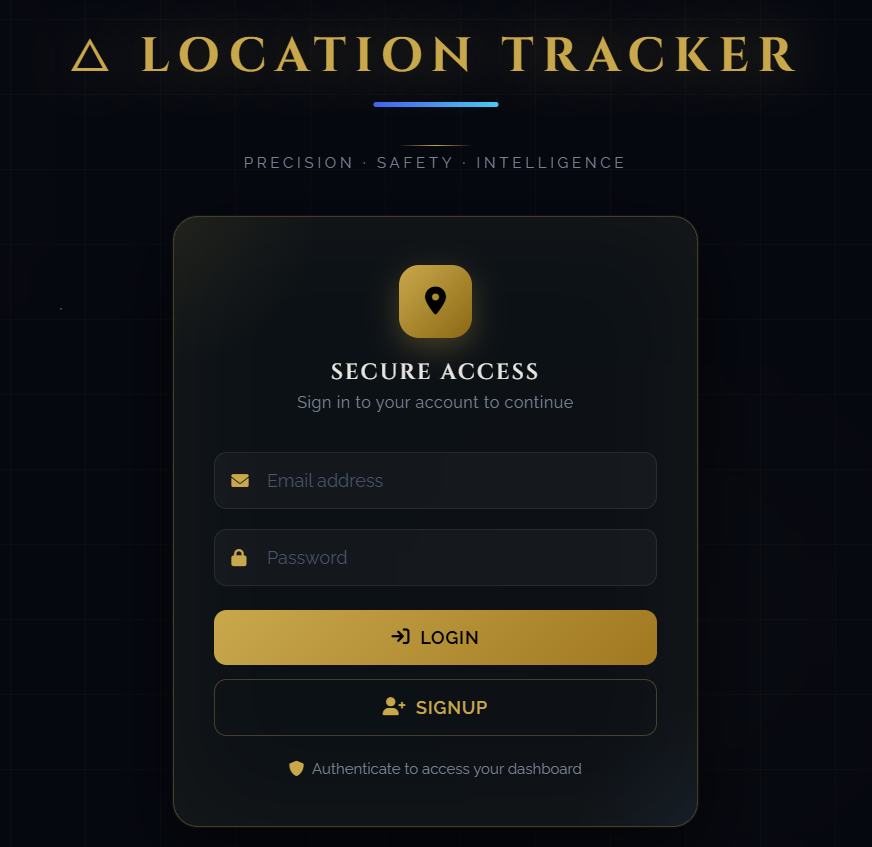 LOCATION TRACKER
PRECISION · SAFETY · INTELLIGENCE
SECURE ACCESS
Sign in to your account to continue
Email address
Password
LOGIN
SIGNUP
Authenticate to access your dashboard